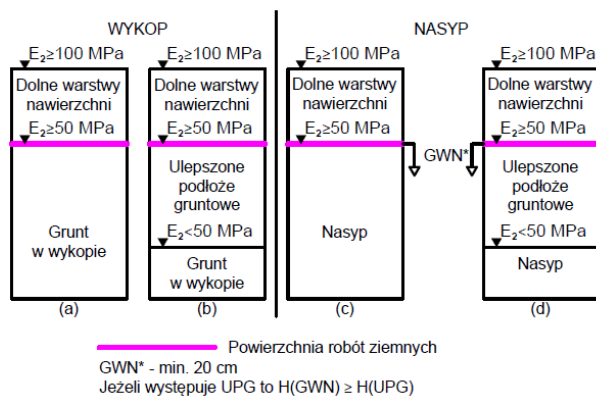 WYKOP NASYP
E₂≥100 MPa E₂≥100 MPa E₂≥100 MPa E₂≥100 MPa
Dolne warstwy Dolne warstwy Dolne warstwy Dolne warstwy
nawierzchni nawierzchni nawierzchni nawierzchni
E₂≥50 MPa E₂≥50 MPa E₂≥50 MPa E₂≥50 MPa
GWN*
Ulepszone Ulepszone
podłoże podłoże
gruntowe gruntowe
Grunt Nasyp
w wykopie
E₂<50 MPa E₂<50 MPa
Grunt Nasyp
w wykopie
(a) (b) (c) (d)
Powierzchnia robót ziemnych
GWN* - min. 20 cm
Jeżeli występuje UPG to H(GWN) ≥ H(UPG)